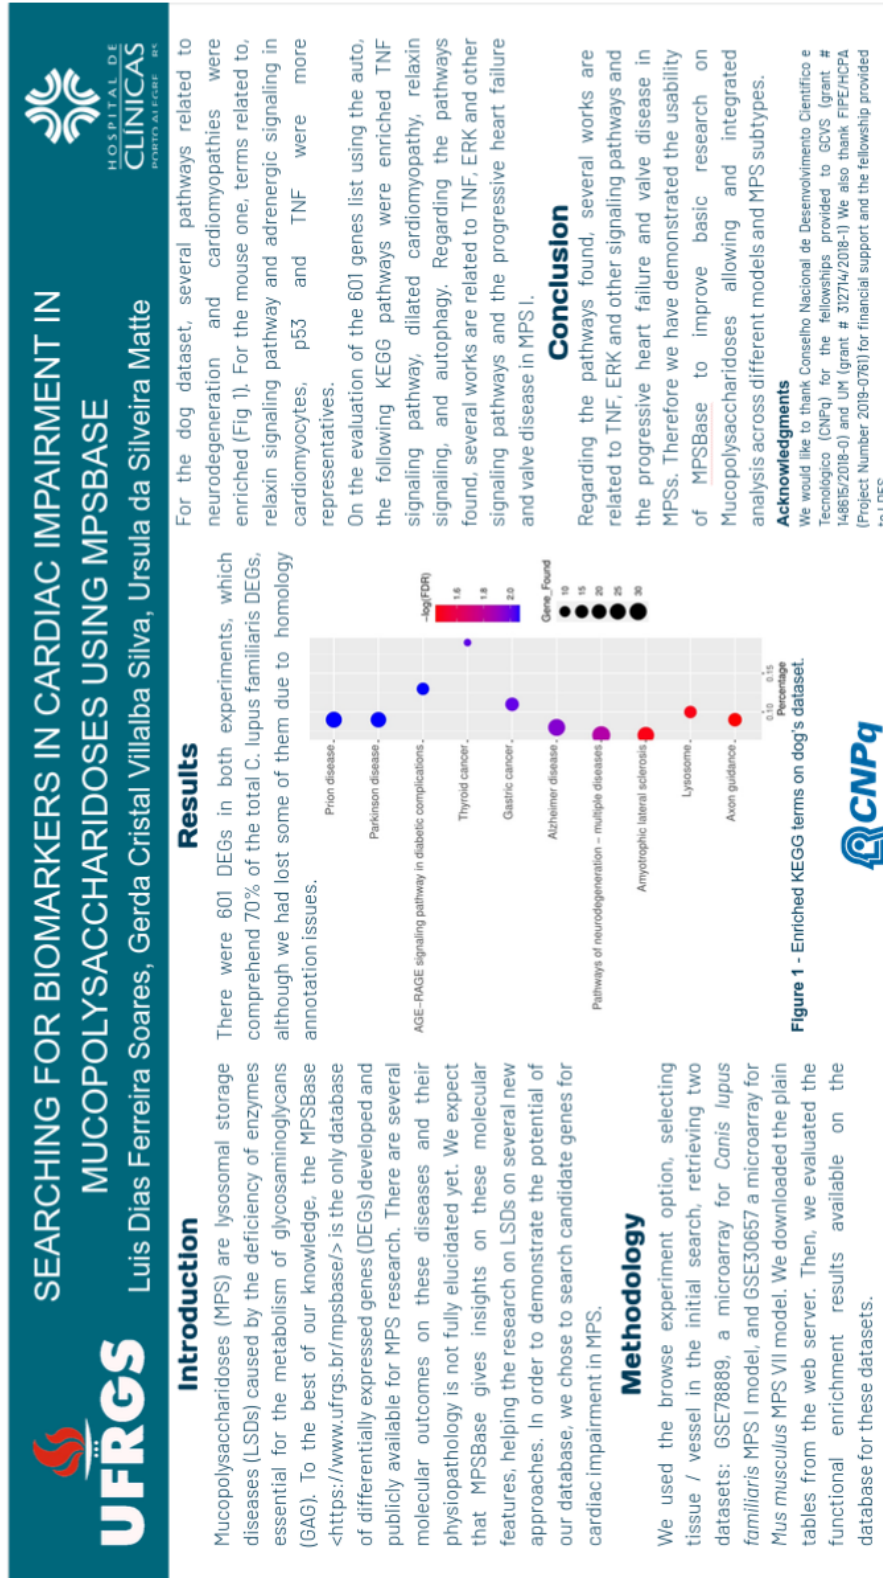 UFRGS
SEARCHING FOR BIOMARKERS IN CARDIAC IMPAIRMENT IN
MUCOPOLYSACCHARIDOSES USING MPSBASE
Luis Dias Ferreira Soares, Gerda Cristal Villalba Silva, Ursula da Silveira Matte
HOSPITAL DE
CLÍNICAS
PORTO ALEGRE RS
Introduction
Mucopolysaccharidoses (MPS) are lysosomal storage
diseases (LSDs) caused by the deficiency of enzymes
essential for the metabolism of glycosaminoglycans
(GAG). To the best of our knowledge, the MPSBase
<https://www.ufrgs.br/mpsbase/> is the only database
of differentially expressed genes (DEGs) developed and
publicly available for MPS research. There are several
molecular outcomes on these diseases and their
physiopathology is not fully elucidated yet. We expect
that MPSBase gives insights on these molecular
features, helping the research on LSDs on several new
approaches. In order to demonstrate the potential of
our database, we chose to search candidate genes for
cardiac impairment in MPS.
Methodology
We used the browse experiment option, selecting
tissue / vessel in the initial search, retrieving two
datasets: GSE78889, a microarray for Canis lupus
familiaris MPS I model, and GSE30657 a microarray for
Mus musculus MPS VII model. We downloaded the plain
tables from the web server. Then, we evaluated the
functional enrichment results available on the
database for these datasets.
Results
There were 601 DEGs in both experiments, which
comprehend 70% of the total C. lupus familiaris DEGs,
although we had lost some of them due to homology
annotation issues.
Prion disease
Parkinson disease
AGE-RAGE signaling pathway in diabetic complications
Thyroid cancer
Gastric cancer
Alzheimer disease
Pathways of neurodegeneration - multiple diseases
Amyotrophic lateral sclerosis
Lysosome
Axon guidance
0.10 0.15
Percentage
-log(FDR)
1.6
1.8
2.0
Gene_Found
10
15
20
25
30
Figure 1 - Enriched KEGG terms on dog's dataset.
CNPq
For the dog dataset, several pathways related to
neurodegeneration and cardiomyopathies were
enriched (Fig 1). For the mouse one, terms related to,
relaxin signaling pathway and adrenergic signaling in
cardiomyocytes, p53 and TNF were more
representatives.
On the evaluation of the 601 genes list using the auto,
the following KEGG pathways were enriched TNF
signaling pathway, dilated cardiomyopathy, relaxin
signaling, and autophagy. Regarding the pathways
found, several works are related to TNF, ERK and other
signaling pathways and the progressive heart failure
and valve disease in MPS I.
Conclusion
Regarding the pathways found, several works are
related to TNF, ERK and other signaling pathways and
the progressive heart failure and valve disease in
MPSs. Therefore we have demonstrated the usability
of MPSBase to improve basic research on
Mucopolysaccharidoses allowing and integrated
analysis across different models and MPS subtypes.
Acknowledgments
We would like to thank Conselho Nacional de Desenvolvimento Científico e
Tecnológico (CNPq) for the fellowships provided to GCVS (grant #
148615/2018-0) and UM (grant # 312714/2018-1) We also thank FIPE/HCPA
(Project Number 2019-0761) for financial support and the fellowship provided
to LDFS.